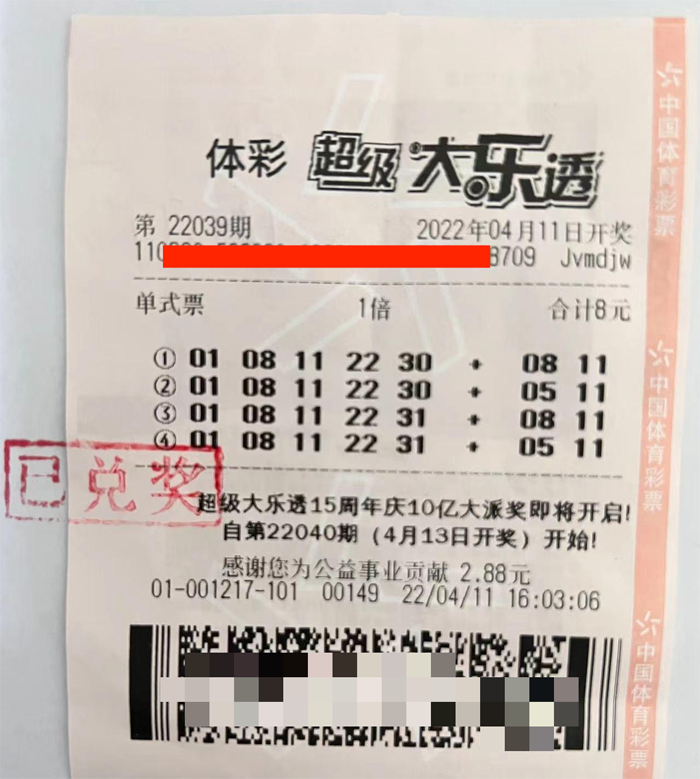 体彩 超级大乐透
第 22039期 2022年04月11日开奖
110 8709 Jvmdjw
单式票 1倍 合计8元
① 01 08 11 22 30 + 08 11
② 01 08 11 22 30 + 05 11
③ 01 08 11 22 31 + 08 11
④ 01 08 11 22 31 + 05 11
已兑奖
超级大乐透15周年庆10亿大派奖即将开启!
自第22040期（4月13日开奖）开始!
感谢您为公益事业贡献 2.88元
01-001217-101 00149 22/04/11 16:03:06
中国体育彩票
中国体育彩票
中国体育彩票